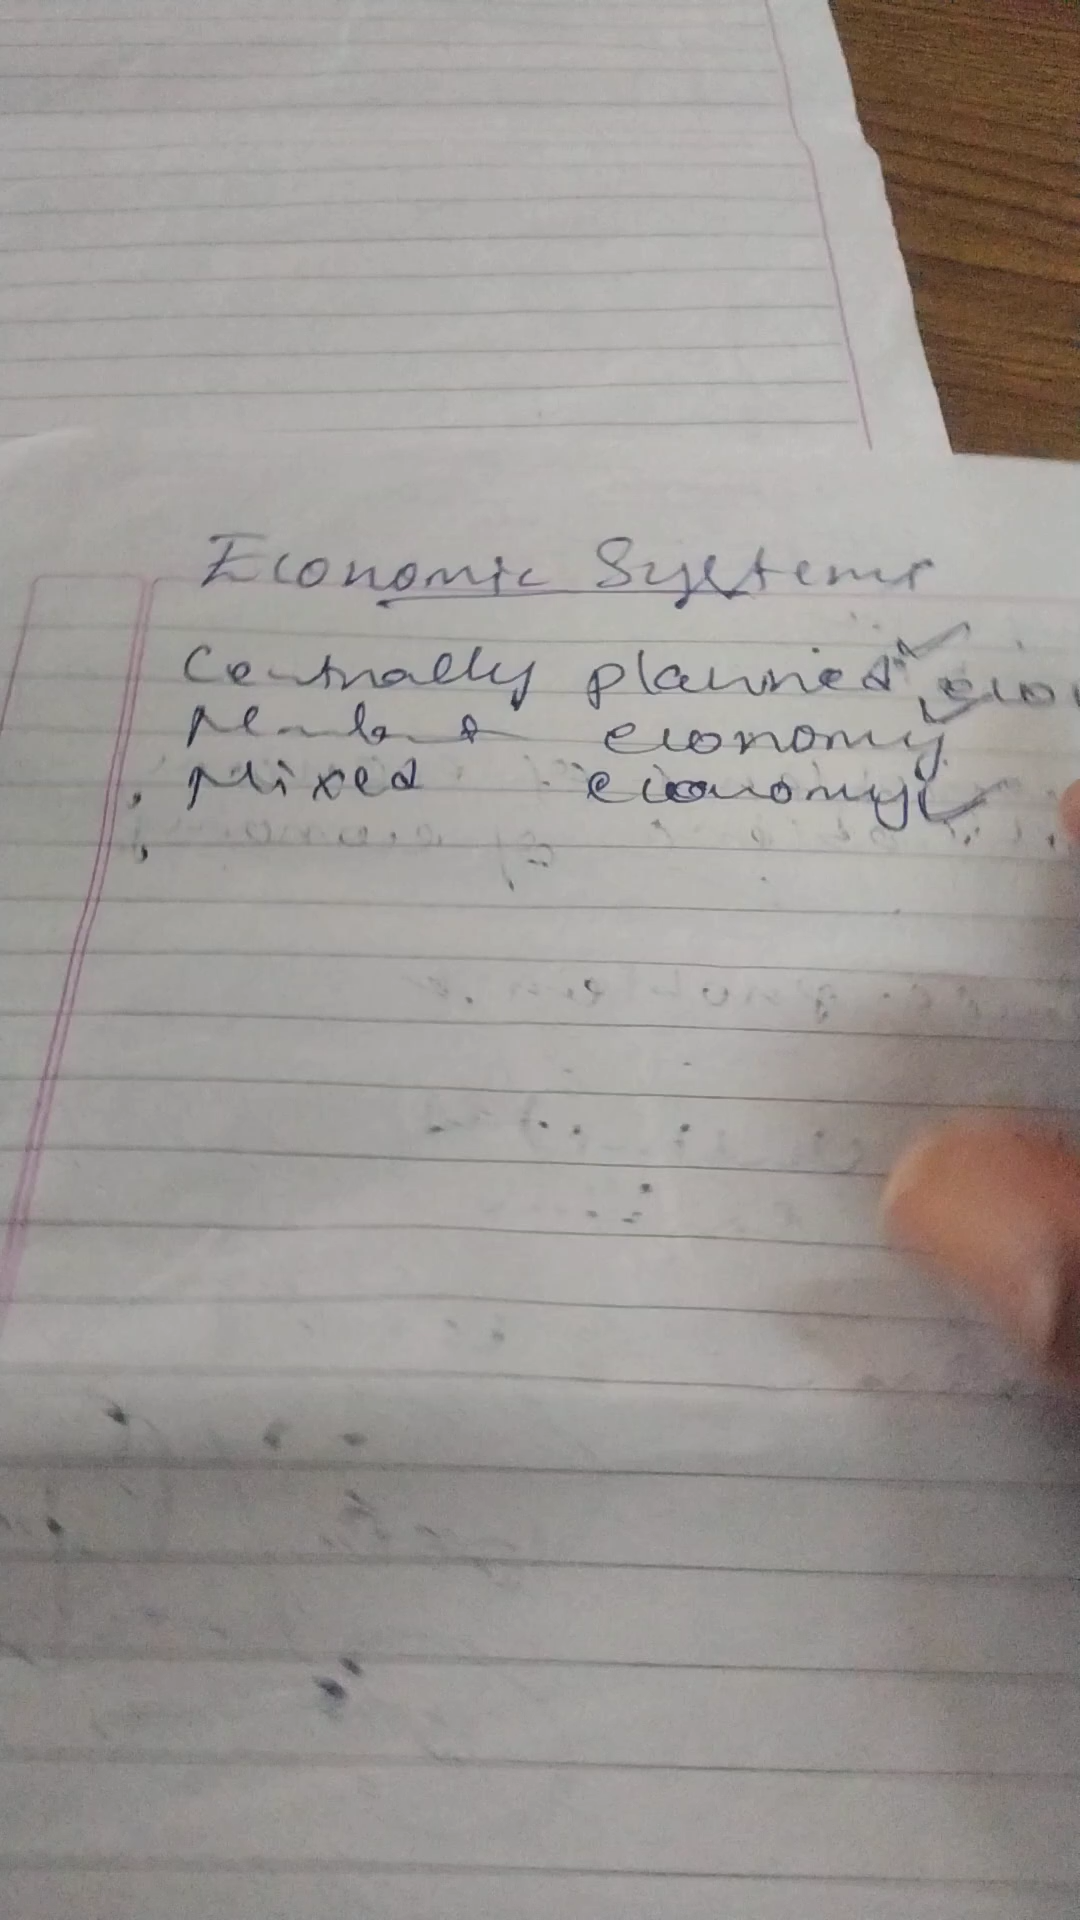 Economic Systems
Centrally planned
Market economy
Mixed economy